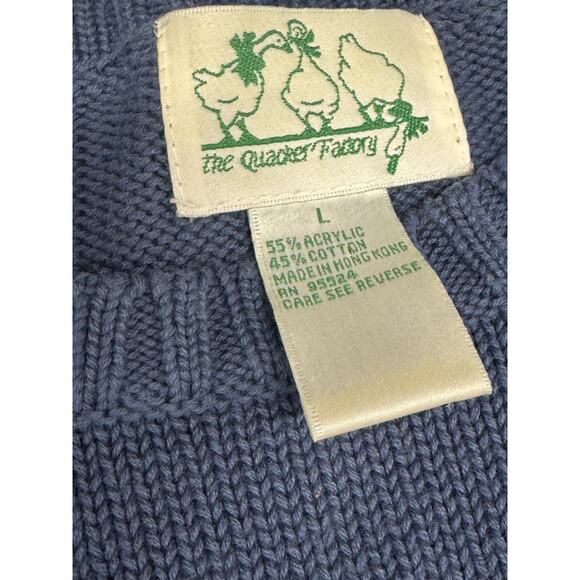 the Quacker Factory
L
55% ACRYLIC
45% COTTON
MADE IN HONG KONG
RN 95524
CARE SEE REVERSE